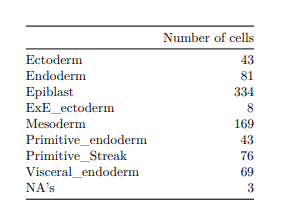 Number of cells
Ectoderm 43
Endoderm 81
Epiblast 334
ExE_ectoderm 8
Mesoderm 169
Primitive_endoderm 43
Primitive_Streak 76
Visceral_endoderm 69
NA's 3